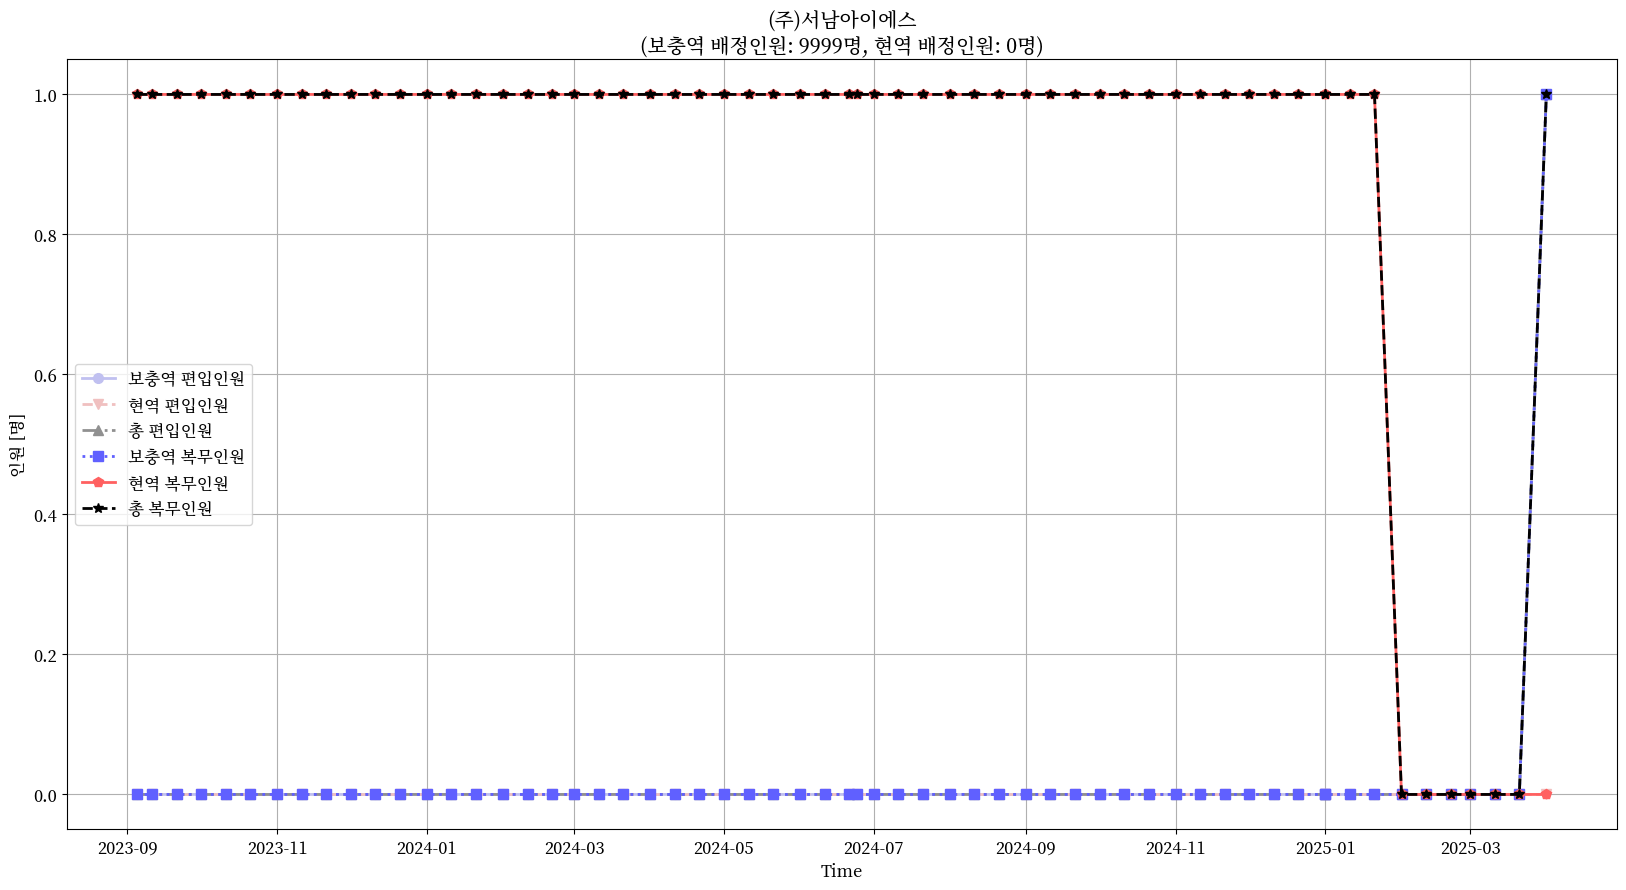 (주)서남아이에스
(보충역 배정인원: 9999명, 현역 배정인원: 0명)
1.0
0.8
0.6
0.4
0.2
0.0
인원 [명]
보충역 편입인원
현역 편입인원
총 편입인원
보충역 복무인원
현역 복무인원
총 복무인원
2023-09
2023-11
2024-01
2024-03
2024-05
2024-07
2024-09
2024-11
2025-01
2025-03
Time